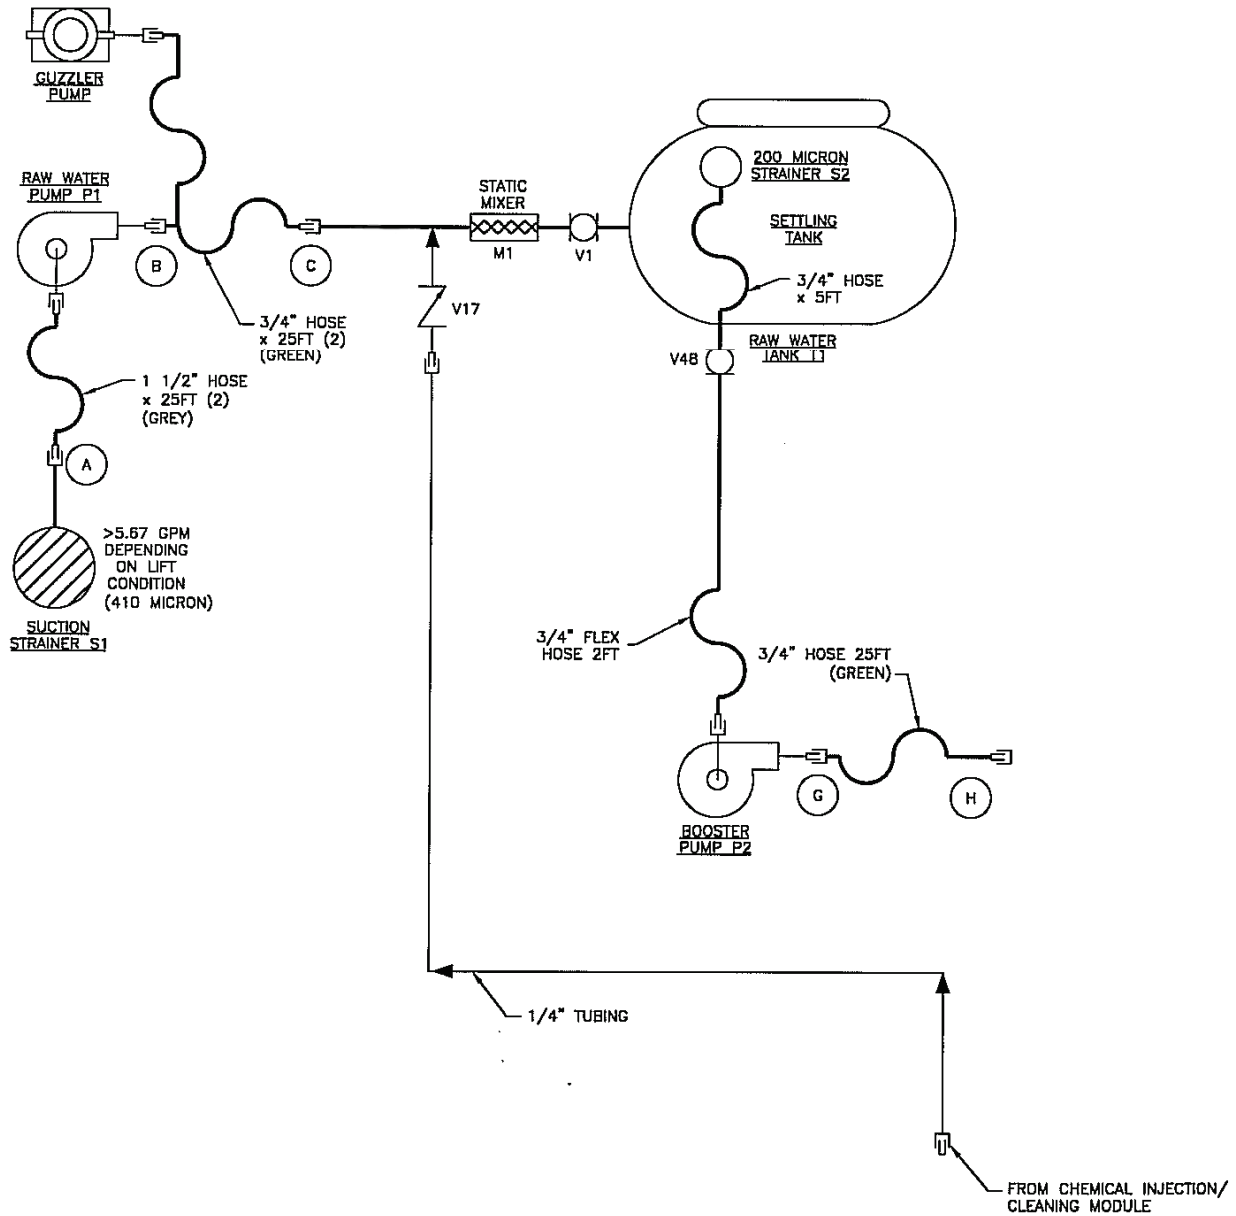 GUZZLER
PUMP
RAW WATER
PUMP P1
B
C
3/4" HOSE
x 25FT (2)
(GREEN)
1 1/2" HOSE
x 25FT (2)
(GREY)
A
>5.67 GPM
DEPENDING
ON LIFT
CONDITION
(410 MICRON)
SUCTION
STRAINER S1
STATIC
MIXER
M1
V1
V17
200 MICRON
STRAINER S2
SETTLING
TANK
3/4" HOSE
x 5FT
RAW WATER
TANK
V48
3/4" FLEX
HOSE 2FT
3/4" HOSE 25FT
(GREEN)
G
H
BOOSTER
PUMP P2
1/4" TUBING
FROM CHEMICAL INJECTION/
CLEANING MODULE